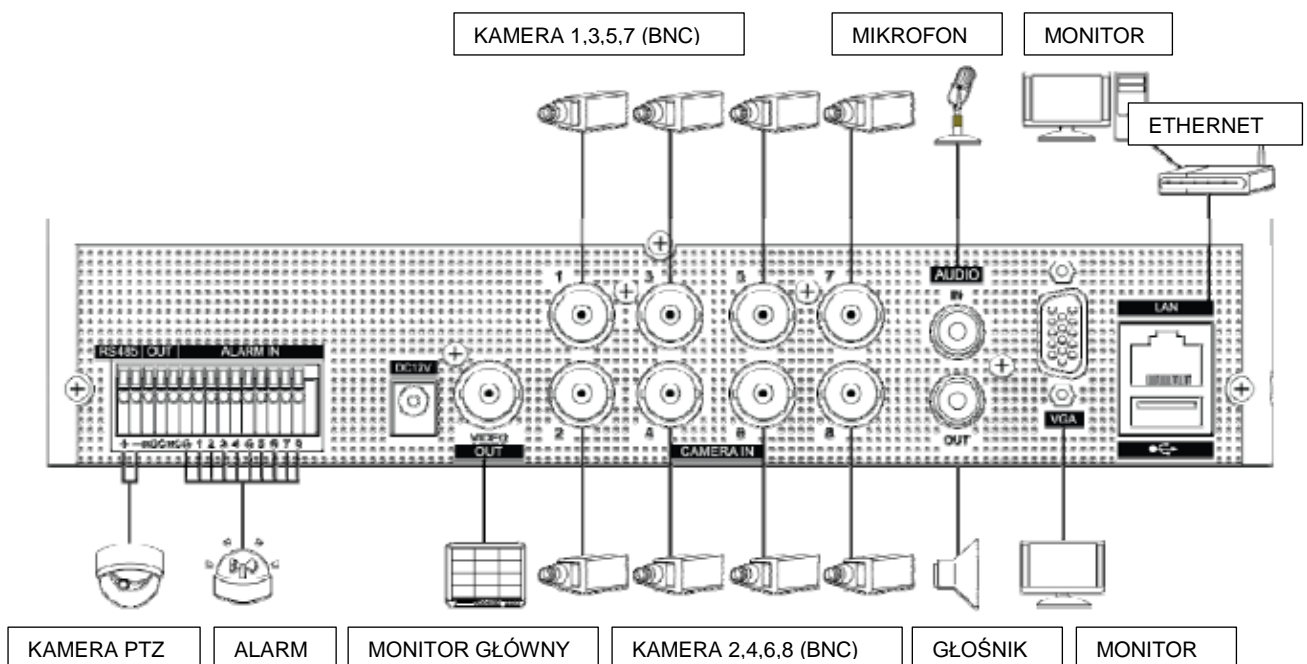 KAMERA 1,3,5,7 (BNC)
MIKROFON
MONITOR
ETHERNET
1 3 5 7
AUDIO
IN
LAN
RS485 OUT ALARM IN
DC12V
VGA
2 4 6 8
OUT
VIDEO
OUT
CAMERA IN
KAMERA PTZ
ALARM
MONITOR GŁÓWNY
KAMERA 2,4,6,8 (BNC)
GŁOŚNIK
MONITOR